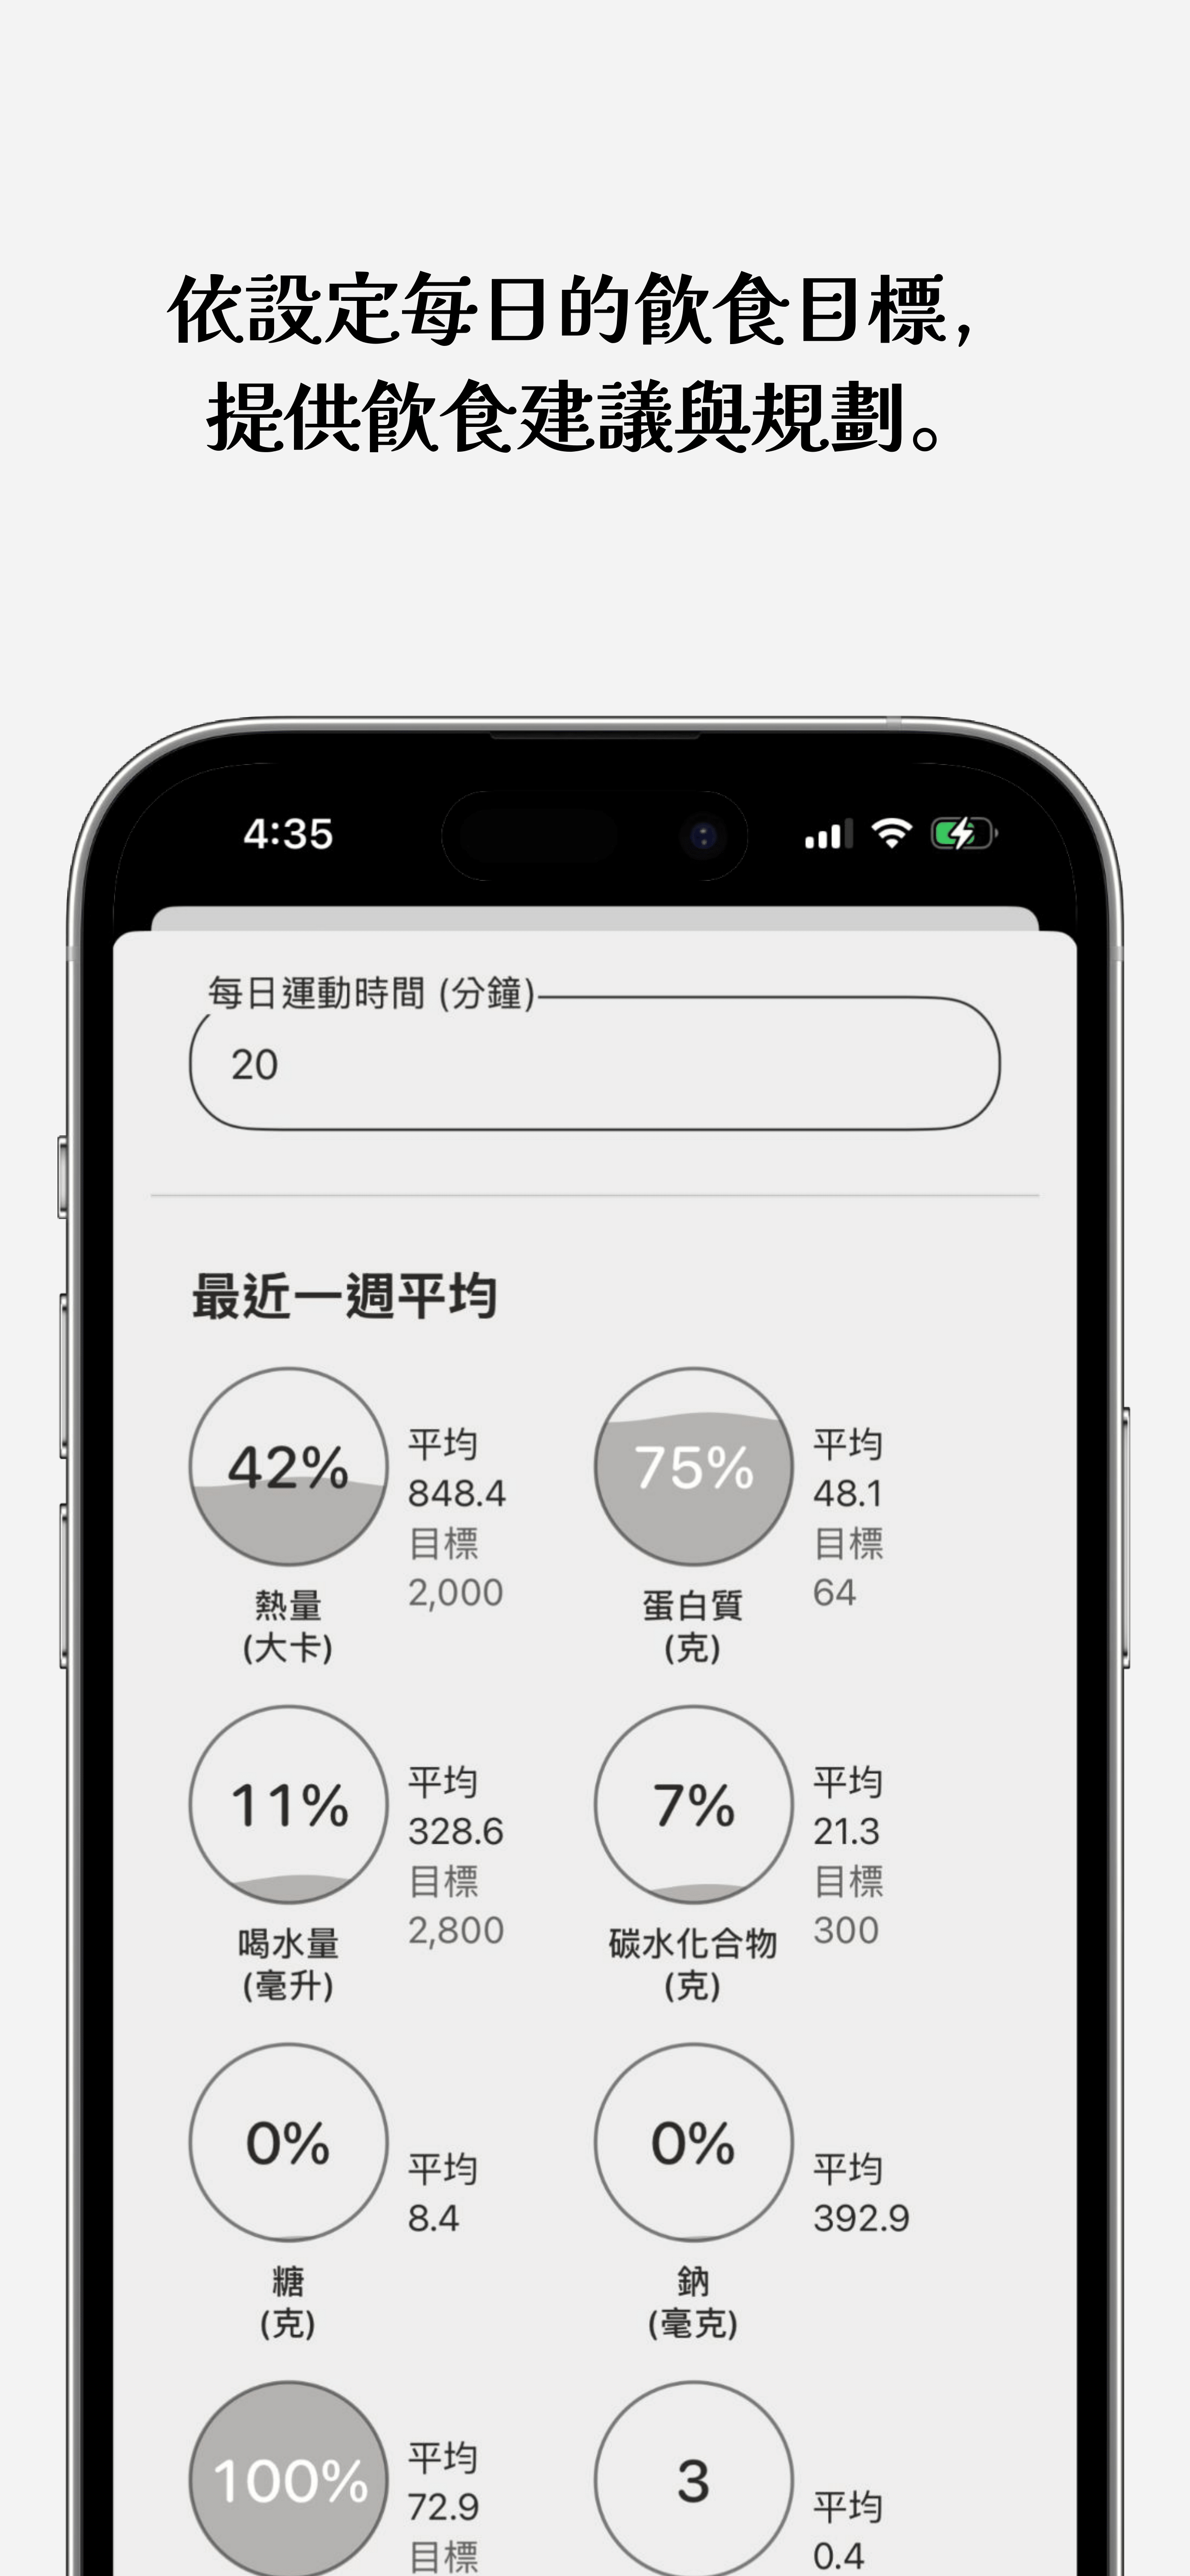 依設定每日的飲食目標，
提供飲食建議與規劃。
4:35
每日運動時間 (分鐘)
20
最近一週平均
42%
平均
848.4
目標
2,000
熱量
(大卡)
75%
平均
48.1
目標
64
蛋白質
(克)
11%
平均
328.6
目標
2,800
喝水量
(毫升)
7%
平均
21.3
目標
300
碳水化合物
(克)
0%
平均
8.4
糖
(克)
0%
平均
392.9
鈉
(毫克)
100%
平均
72.9
目標
3
平均
0.4